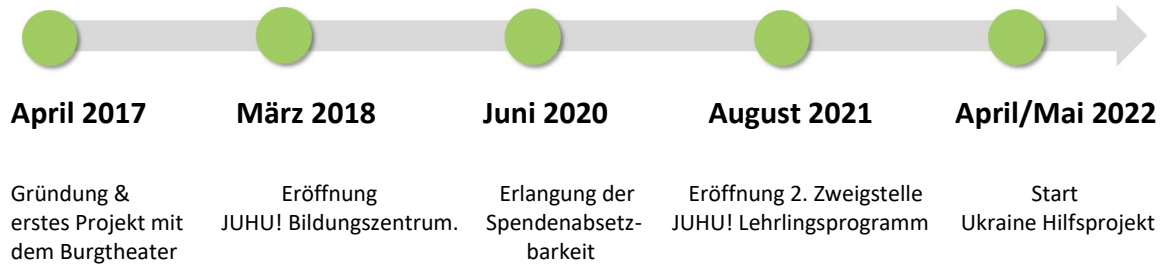 April 2017
März 2018
Juni 2020
August 2021
April/Mai 2022
Gründung &
erstes Projekt mit
dem Burgtheater
Eröffnung
JUHU! Bildungszentrum.
Erlangung der
Spendenabsetz-
barkeit
Eröffnung 2. Zweigstelle
JUHU! Lehrlingsprogramm
Start
Ukraine Hilfsprojekt